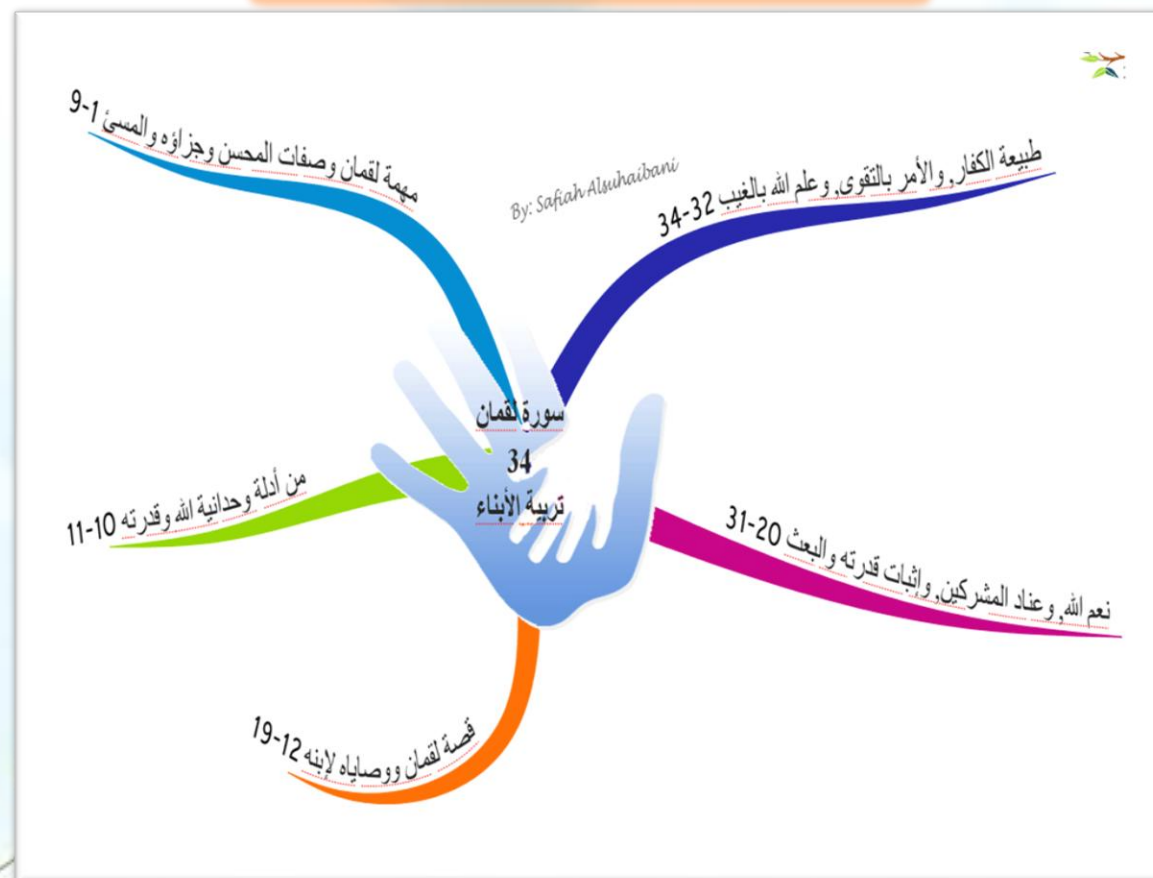 مهمة لقمان وصفات المحسن وجزاؤه والمسئ 1-9
By: Safiah Alsuhaibani
طبيعة الكفار, والأمر بالتقوى, وعلم الله بالغيب 32-34
سورة لقمان
34
تربية الأبناء
من أدلة وحدانية الله وقدرته 10-11
نعم الله, وعناد المشركين, وإثبات قدرته والبعث 20-31
قصة لقمان ووصاياه لإبنه 12-19